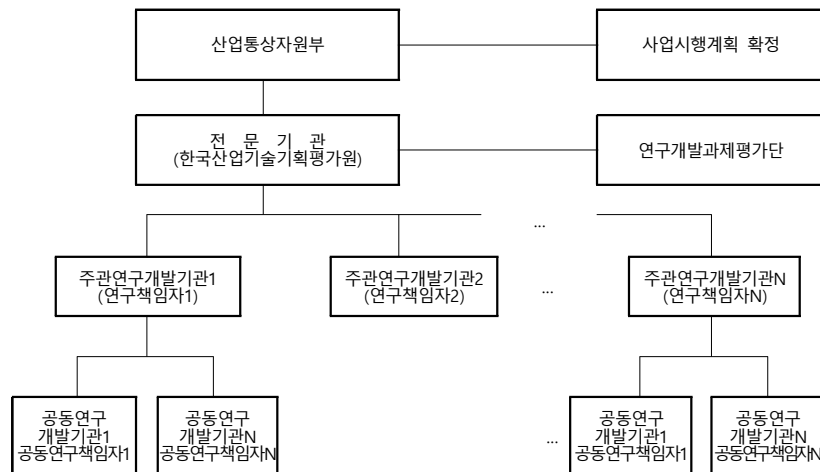 산업통상자원부
사업시행계획 확정
전 문 기 관
(한국산업기술기획평가원)
연구개발과제평가단
...
주관연구개발기관1
(연구책임자1)
주관연구개발기관2
(연구책임자2)
...
주관연구개발기관N
(연구책임자N)
공동연구
개발기관1
공동연구책임자1
공동연구
개발기관N
공동연구책임자N
...
공동연구
개발기관1
공동연구책임자1
공동연구
개발기관N
공동연구책임자N